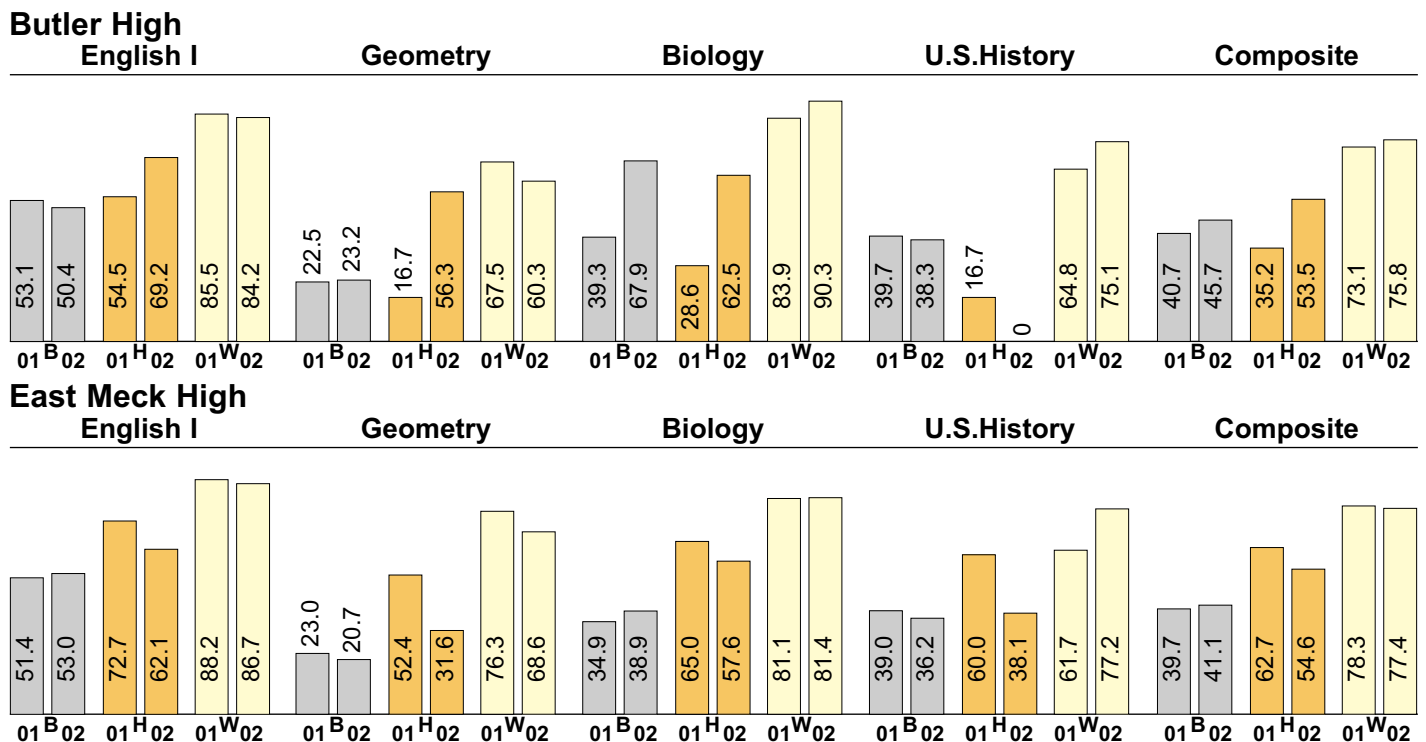 Butler High
English I Geometry Biology U.S.History Composite
53.1 50.4 54.5 69.2 85.5 84.2 22.5 23.2 16.7 56.3 67.5 60.3 39.3 67.9 28.6 62.5 83.9 90.3 39.7 38.3 16.7 0 64.8 75.1 40.7 45.7 35.2 53.5 73.1 75.8
01 B 02 01 H 02 01 W 02 01 B 02 01 H 02 01 W 02 01 B 02 01 H 02 01 W 02 01 B 02 01 H 02 01 W 02 01 B 02 01 H 02 01 W 02
East Meck High
English I Geometry Biology U.S.History Composite
51.4 53.0 72.7 62.1 88.2 86.7 23.0 20.7 52.4 31.6 76.3 68.6 34.9 38.9 65.0 57.6 81.1 81.4 39.0 36.2 60.0 38.1 61.7 77.2 39.7 41.1 62.7 54.6 78.3 77.4
01 B 02 01 H 02 01 W 02 01 B 02 01 H 02 01 W 02 01 B 02 01 H 02 01 W 02 01 B 02 01 H 02 01 W 02 01 B 02 01 H 02 01 W 02